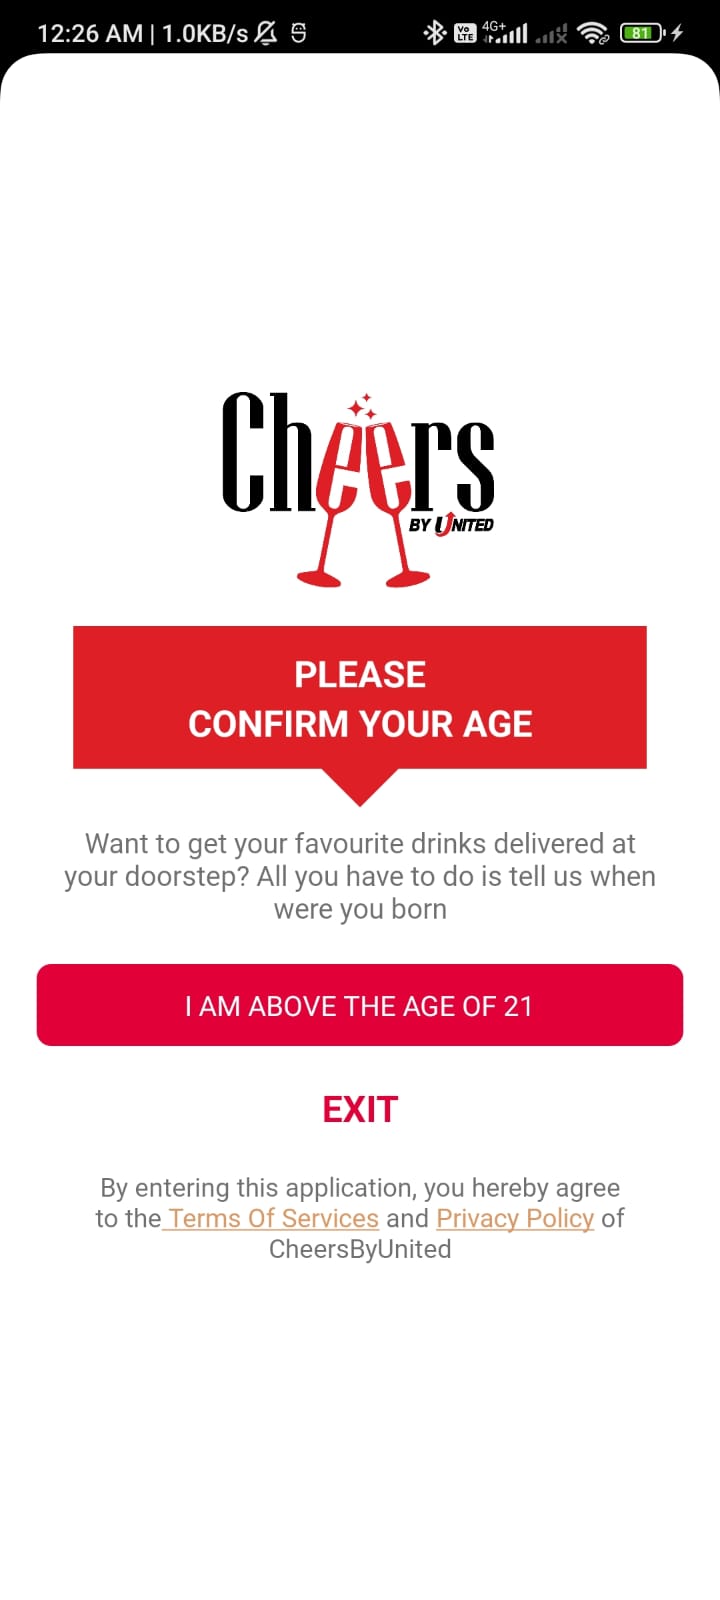 12:26 AM | 1.0KB/s
Vo LTE 4G+ 81
Cheers
BY UNITED
PLEASE
CONFIRM YOUR AGE
Want to get your favourite drinks delivered at
your doorstep? All you have to do is tell us when
were you born
I AM ABOVE THE AGE OF 21
EXIT
By entering this application, you hereby agree
to the Terms Of Services and Privacy Policy of
CheersByUnited